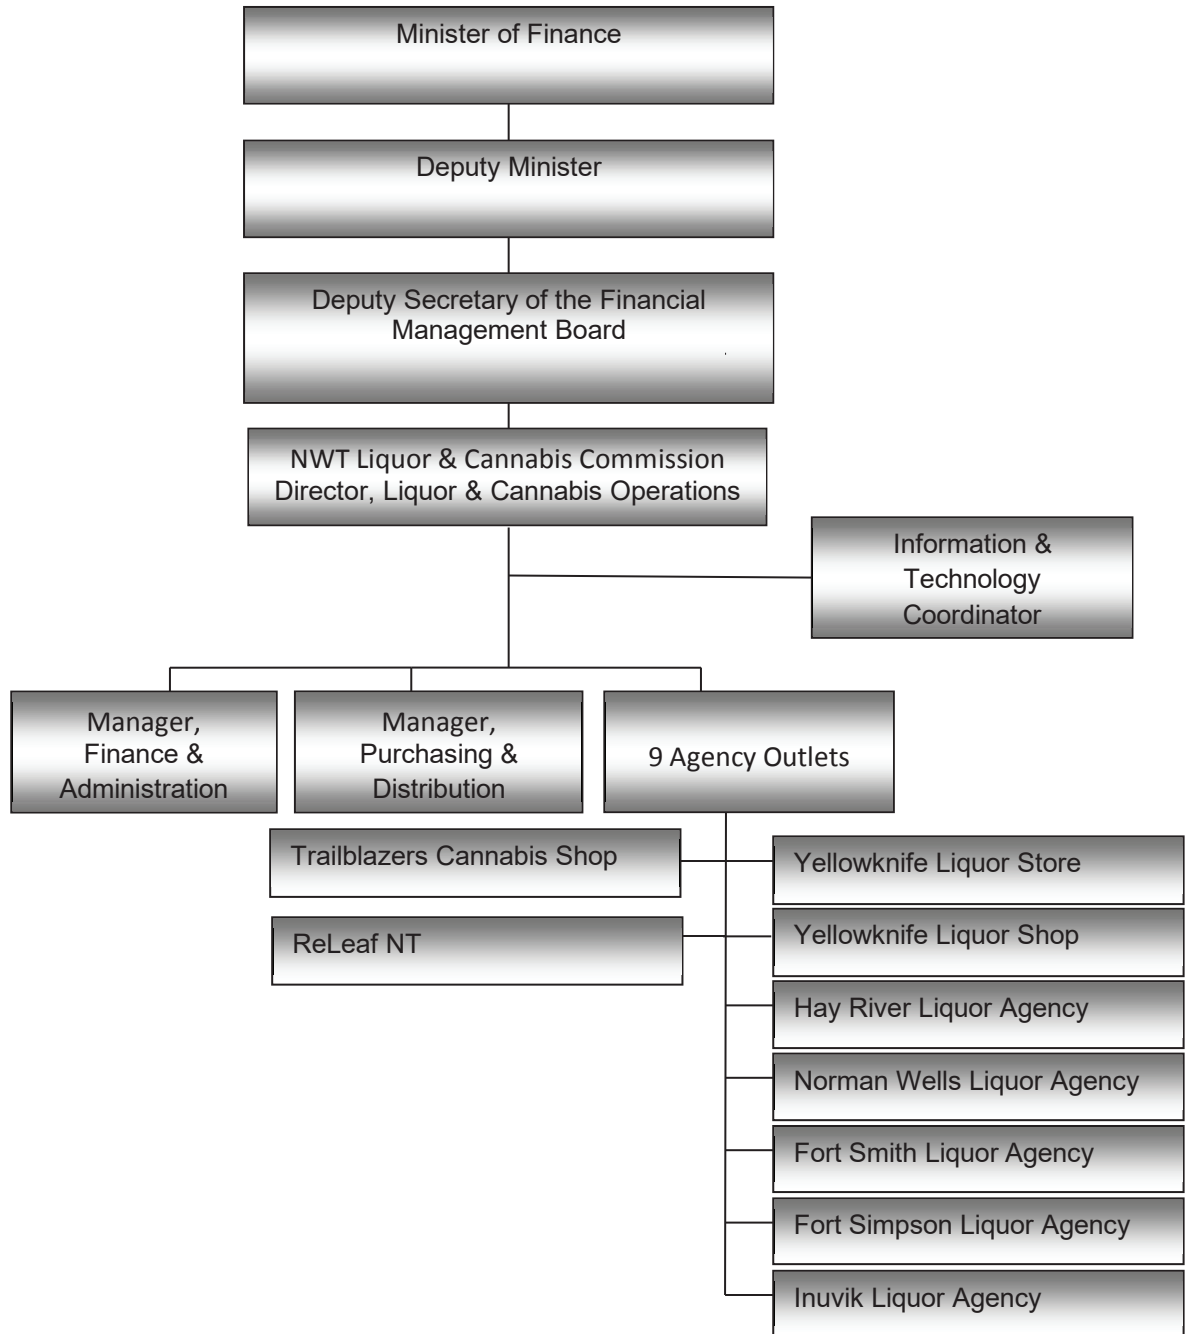 Minister of Finance
Deputy Minister
Deputy Secretary of the Financial
Management Board
NWT Liquor & Cannabis Commission
Director, Liquor & Cannabis Operations
Information &
Technology
Coordinator
Manager,
Finance &
Administration
Manager,
Purchasing &
Distribution
9 Agency Outlets
Trailblazers Cannabis Shop
ReLeaf NT
Yellowknife Liquor Store
Yellowknife Liquor Shop
Hay River Liquor Agency
Norman Wells Liquor Agency
Fort Smith Liquor Agency
Fort Simpson Liquor Agency
Inuvik Liquor Agency